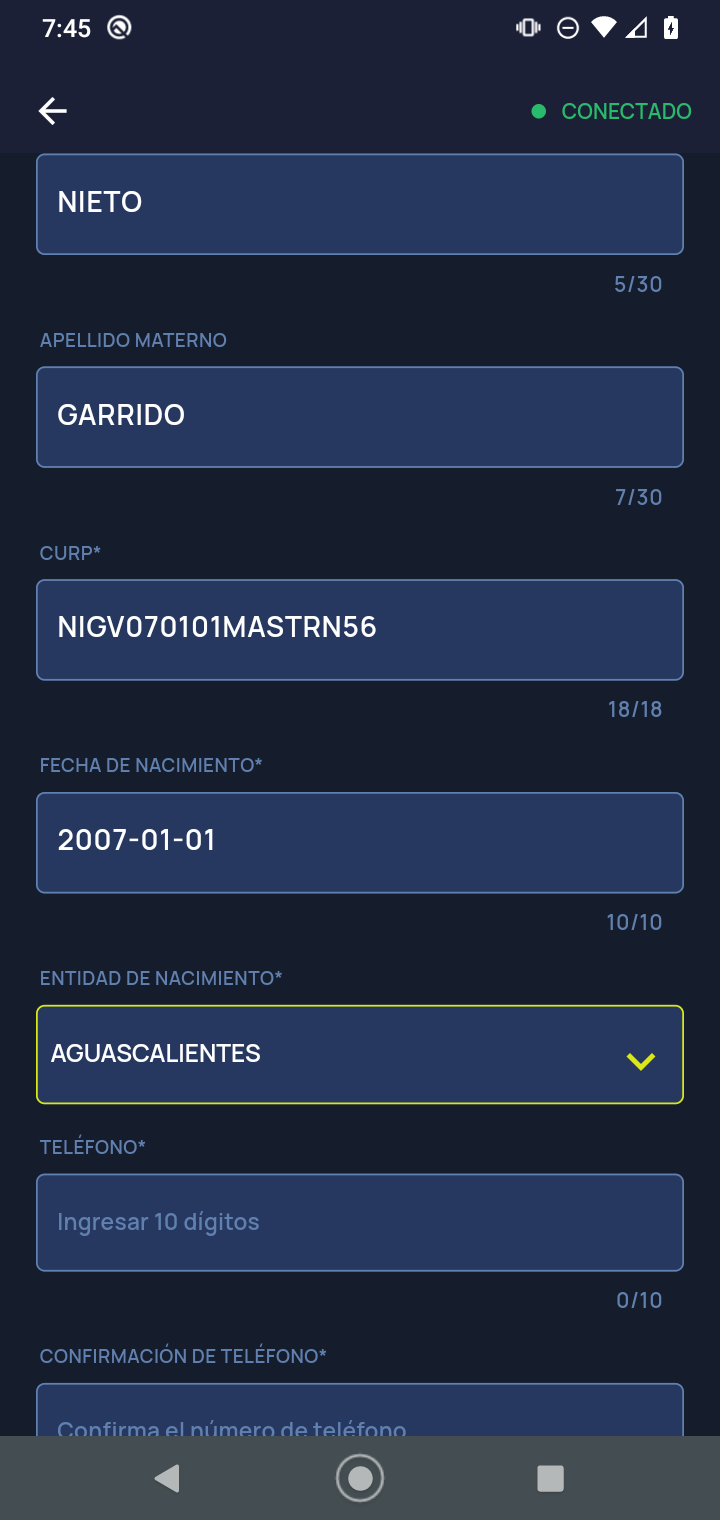 7:45
CONECTADO
NIETO
5/30
APELLIDO MATERNO
GARRIDO
7/30
CURP*
NIGV070101MASTRN56
18/18
FECHA DE NACIMIENTO*
2007-01-01
10/10
ENTIDAD DE NACIMIENTO*
AGUASCALIENTES
TELÉFONO*
Ingresar 10 dígitos
0/10
CONFIRMACIÓN DE TELÉFONO*
Confirma el número de teléfono